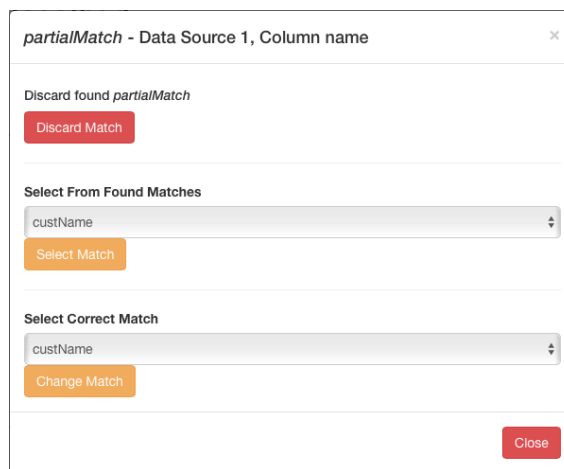 partialMatch - Data Source 1, Column name ×
Discard found partialMatch
Discard Match
Select From Found Matches
custName
Select Match
Select Correct Match
custName
Change Match
Close